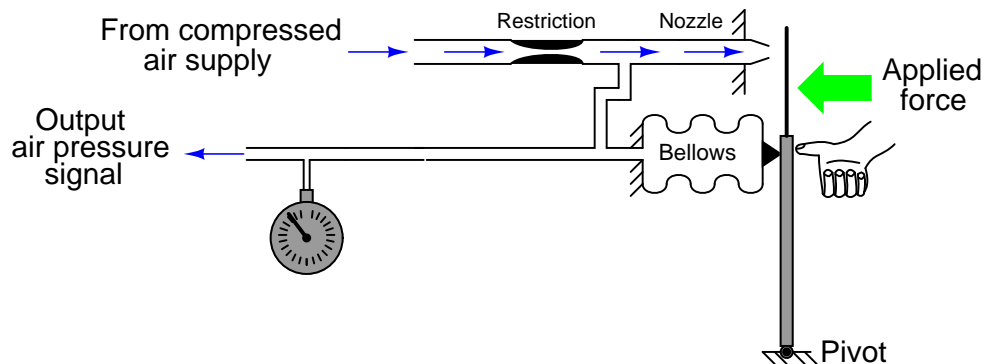 Restriction
Nozzle
From compressed
air supply
Applied
force
Output
air pressure
signal
Bellows
Pivot